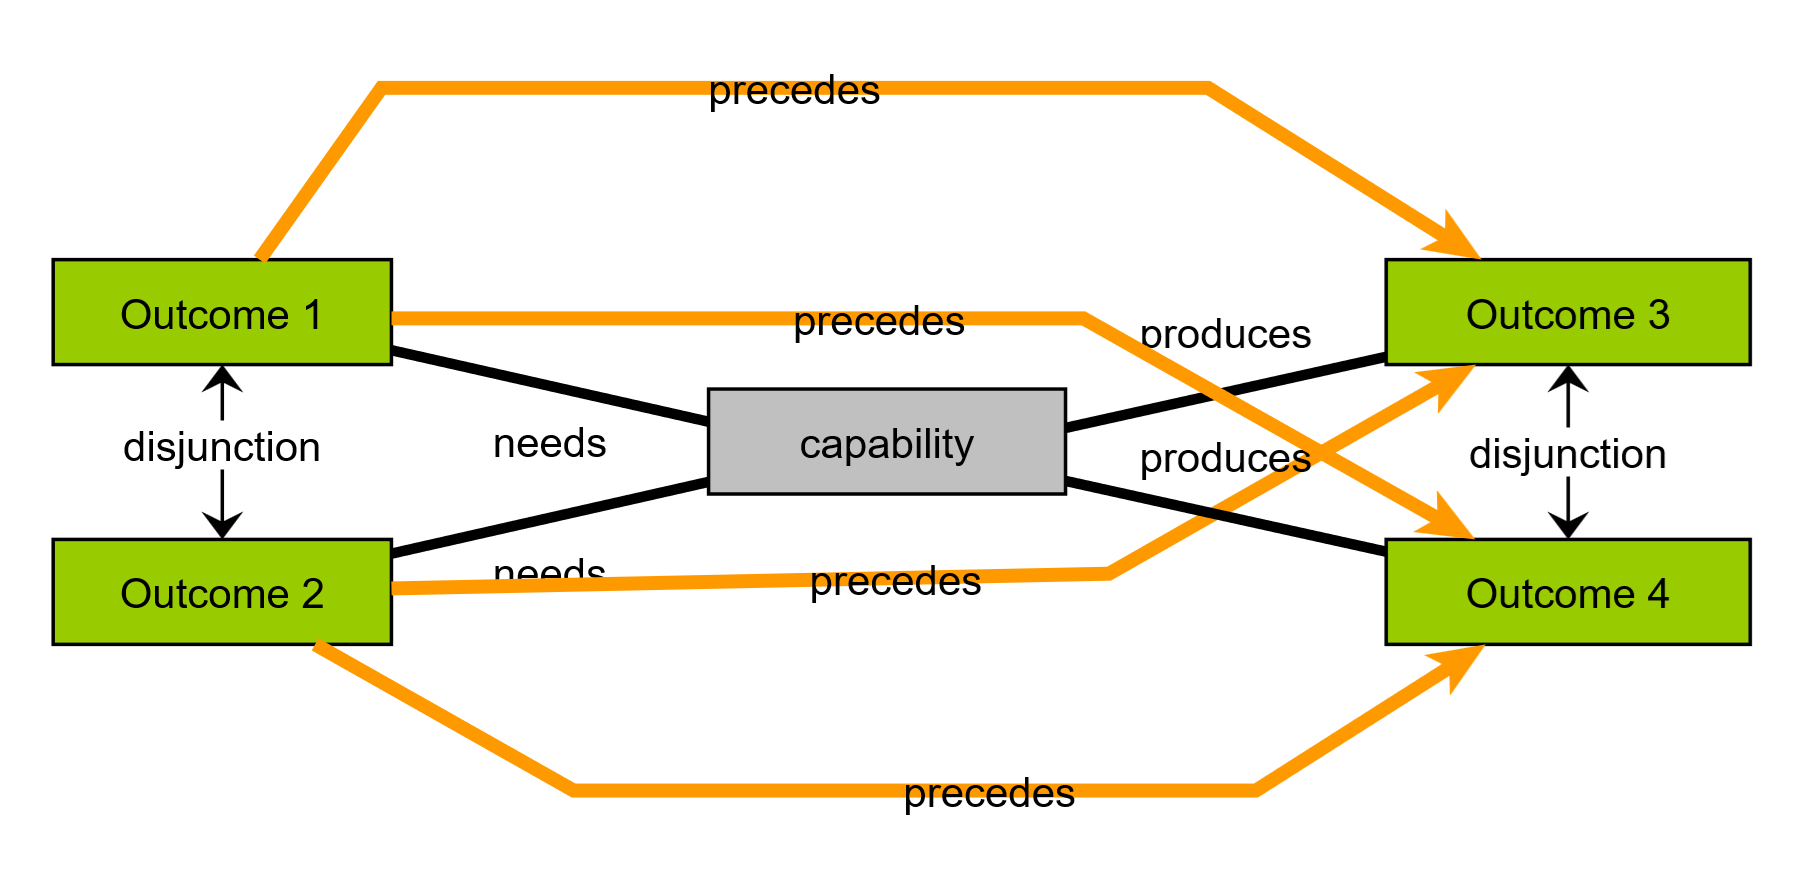 precedes
Outcome 1
precedes
produces
Outcome 3
disjunction
needs
capability
produces
disjunction
Outcome 2
needs
precedes
Outcome 4
precedes